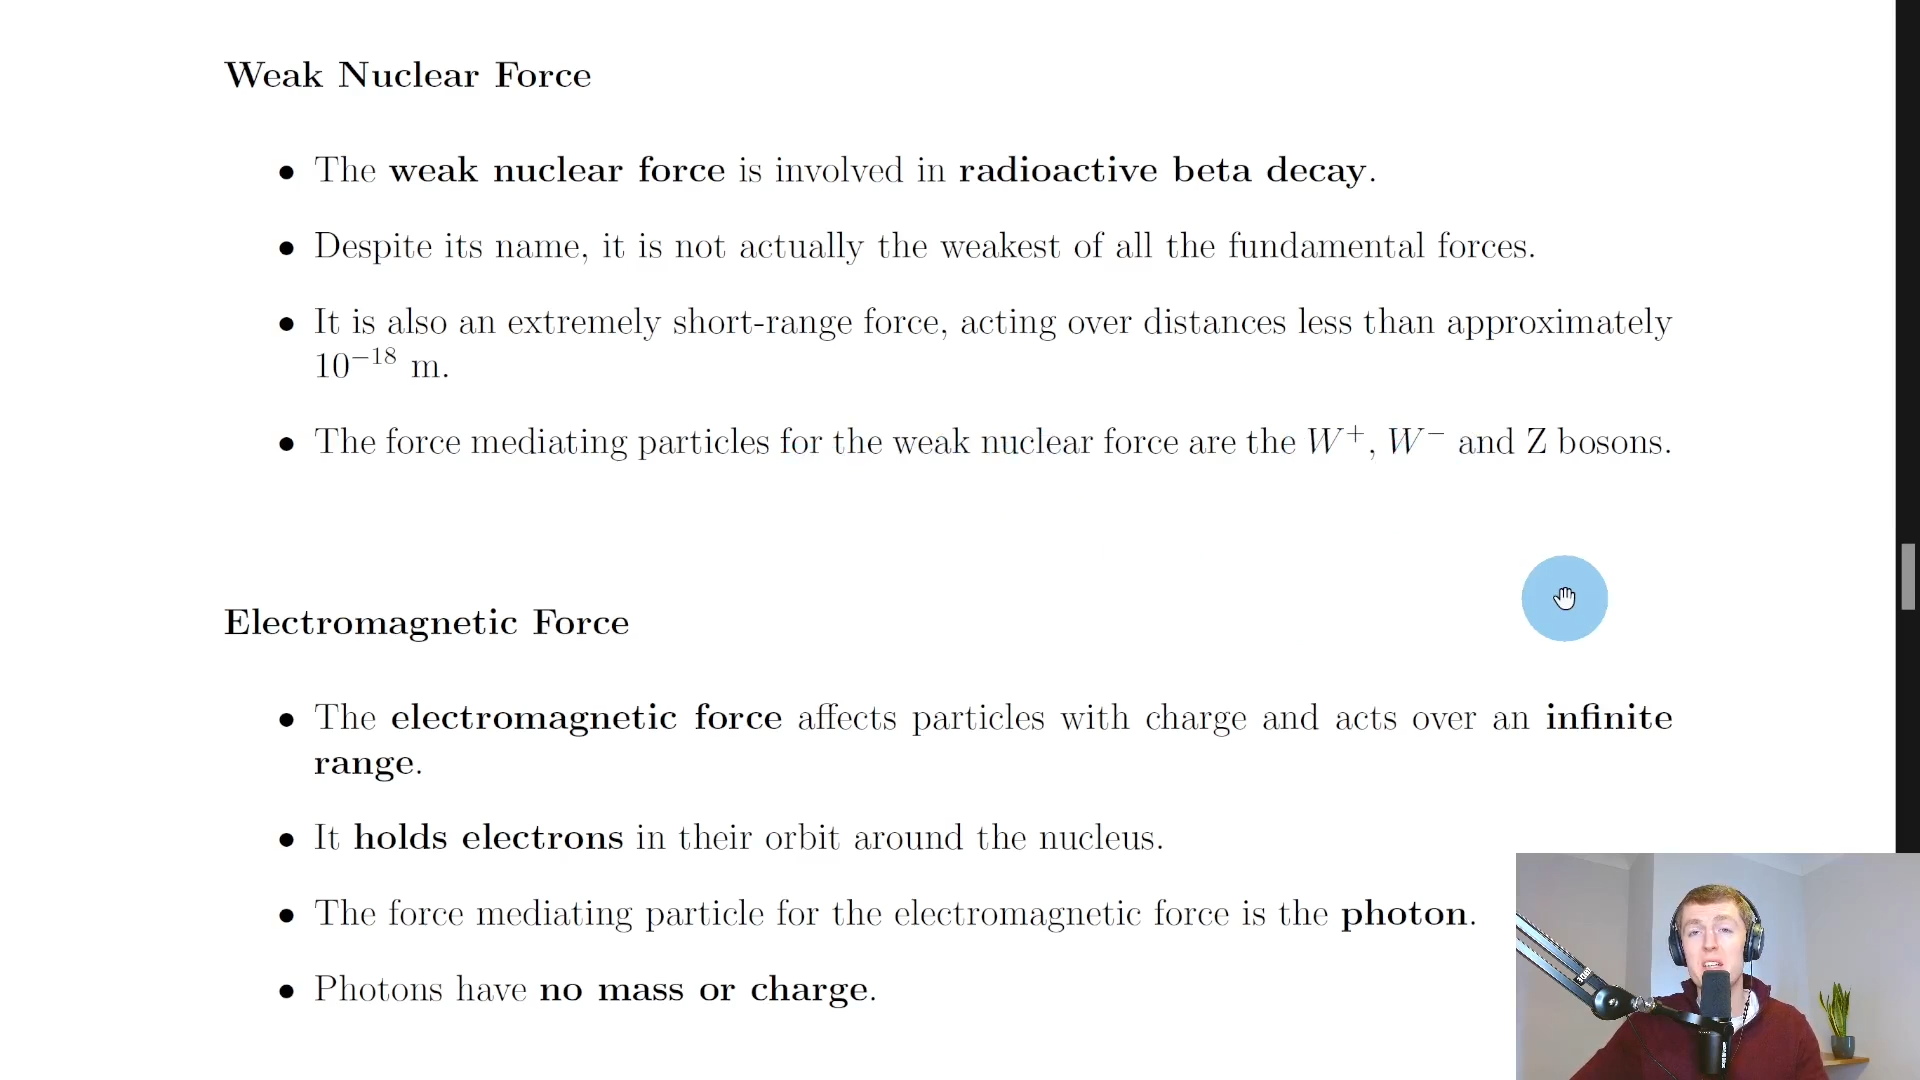 Weak Nuclear Force
• The weak nuclear force is involved in radioactive beta decay.
• Despite its name, it is not actually the weakest of all the fundamental forces.
• It is also an extremely short-range force, acting over distances less than approximately
10⁻¹⁸ m.
• The force mediating particles for the weak nuclear force are the W⁺, W⁻ and Z bosons.
Electromagnetic Force
• The electromagnetic force affects particles with charge and acts over an infinite
range.
• It holds electrons in their orbit around the nucleus.
• The force mediating particle for the electromagnetic force is the photon.
• Photons have no mass or charge.